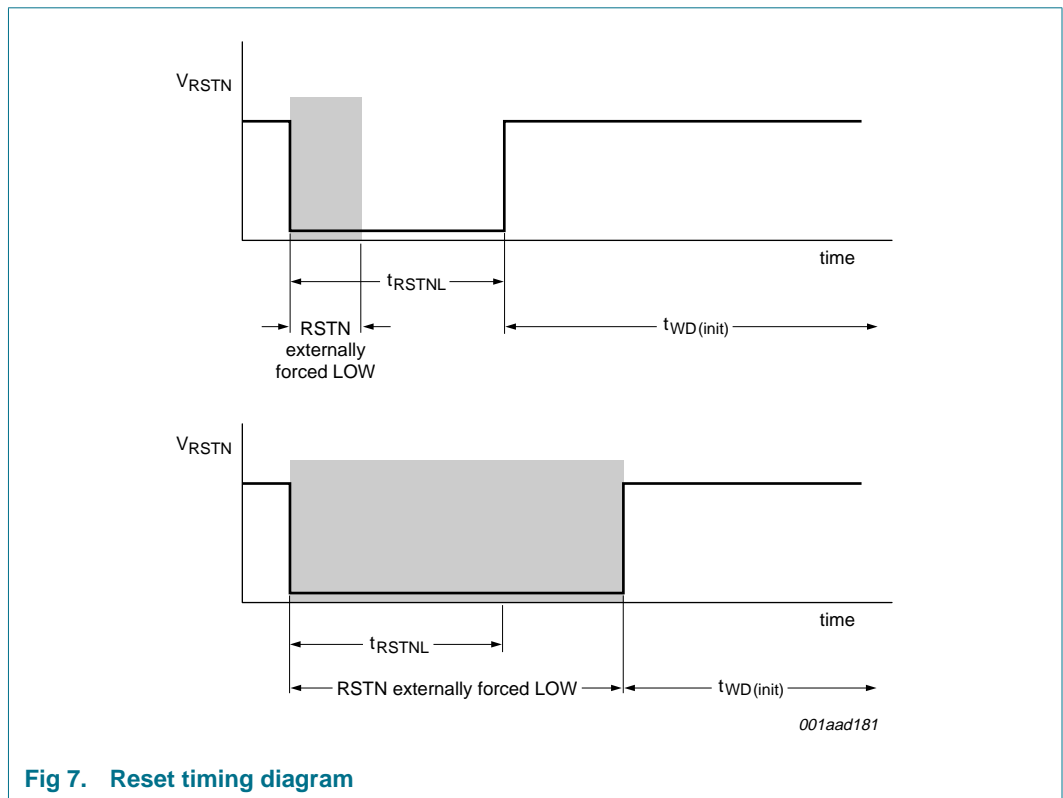 VRSTN
time
tRSTNL
RSTN
externally
forced LOW
tWD(init)
VRSTN
time
tRSTNL
RSTN externally forced LOW
tWD(init)
001aad181
Fig 7. Reset timing diagram